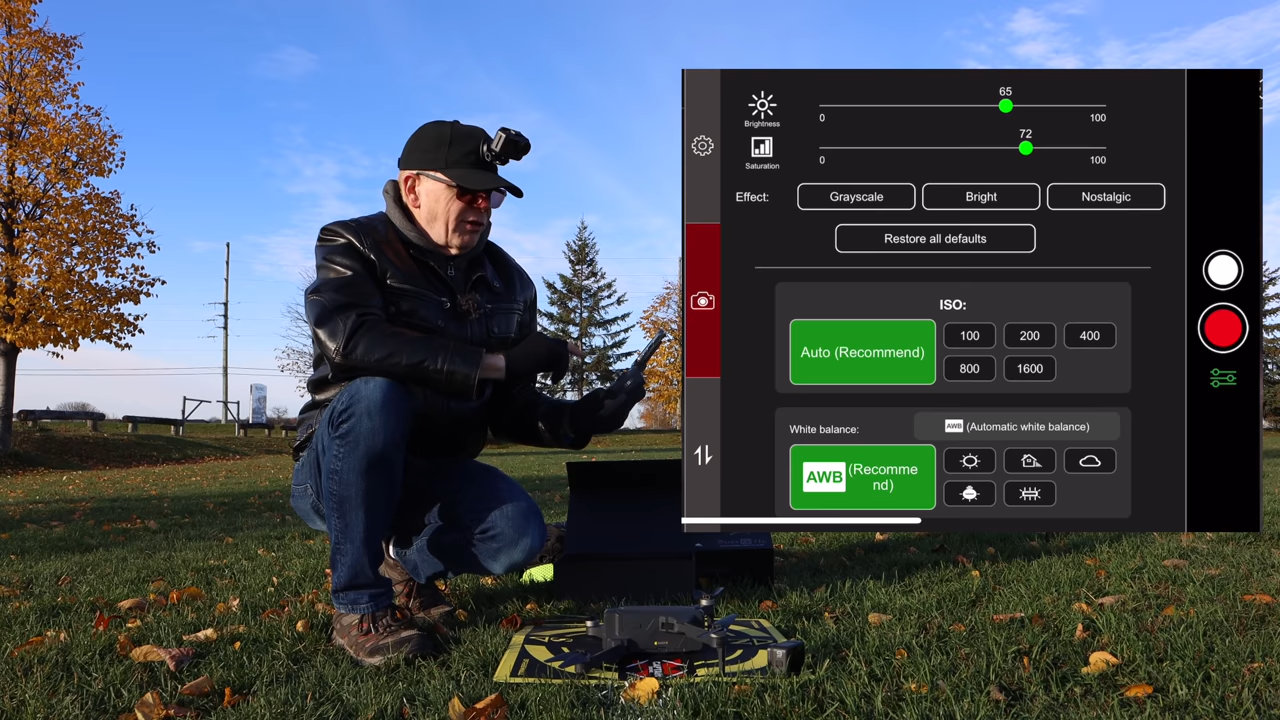 65
Brightness
0
100
72
Saturation
0
100
Effect:
Grayscale
Bright
Nostalgic
Restore all defaults
ISO:
Auto (Recommend)
100
200
400
800
1600
White balance:
AWB (Automatic white balance)
AWB (Recomme
nd)